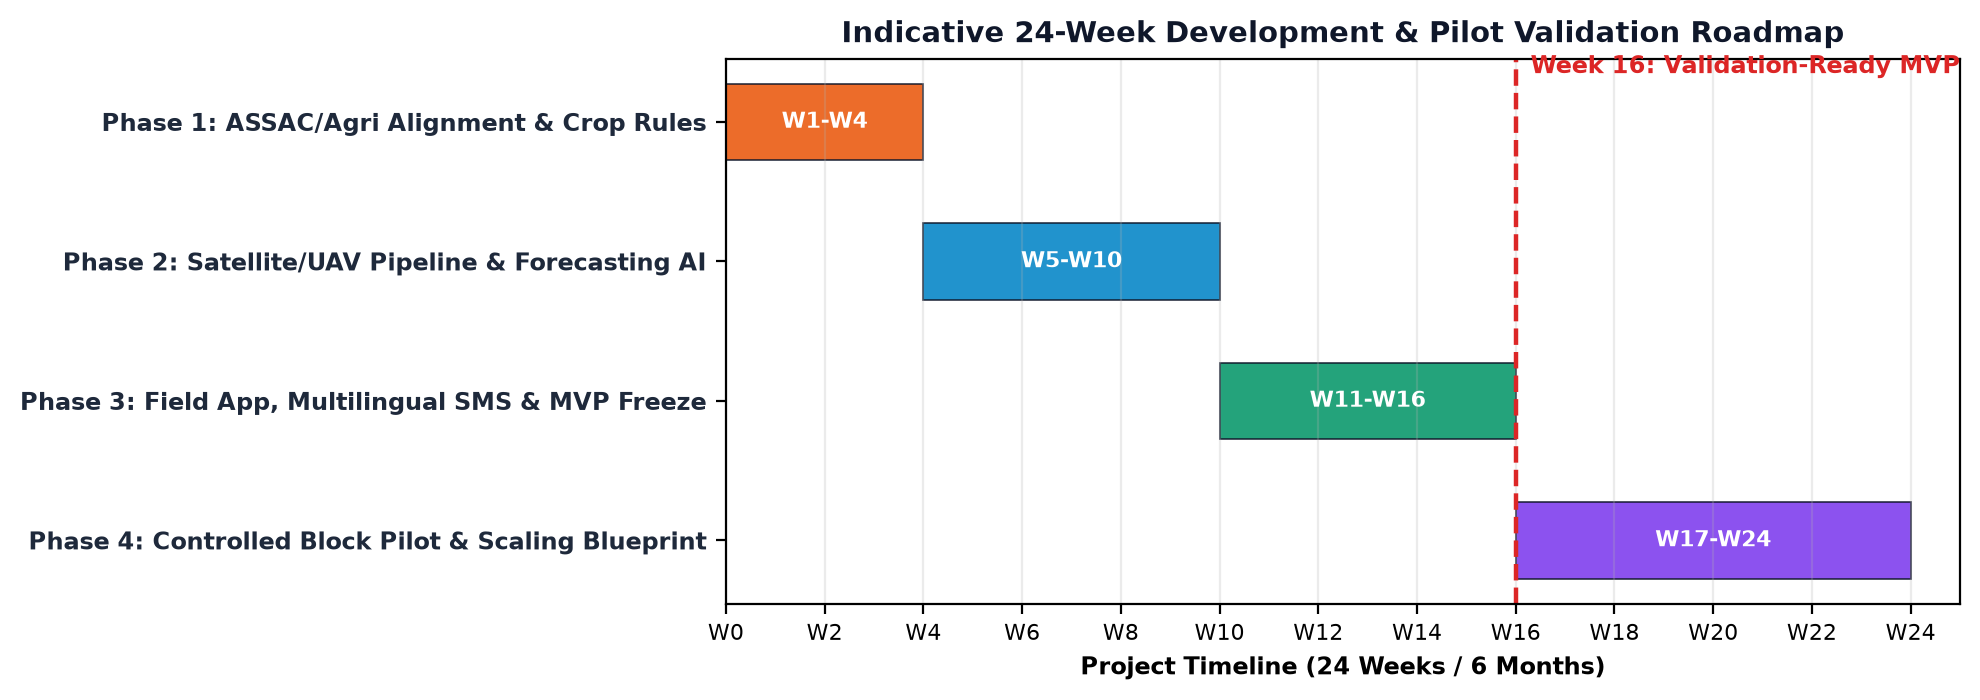 Indicative 24-Week Development & Pilot Validation Roadmap
Week 16: Validation-Ready MVP
Phase 1: ASSAC/Agri Alignment & Crop Rules
W1-W4
Phase 2: Satellite/UAV Pipeline & Forecasting AI
W5-W10
Phase 3: Field App, Multilingual SMS & MVP Freeze
W11-W16
Phase 4: Controlled Block Pilot & Scaling Blueprint
W17-W24
W0 W2 W4 W6 W8 W10 W12 W14 W16 W18 W20 W22 W24
Project Timeline (24 Weeks / 6 Months)